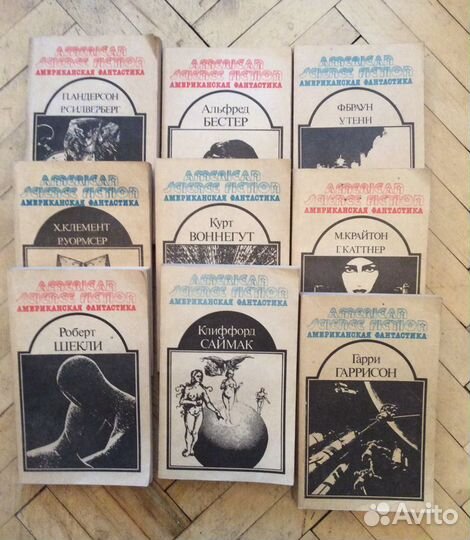 AMERICAN
SCIENCE FICTION
АМЕРИКАНСКАЯ ФАНТАСТИКА
П.АНДЕРСОН
Р.СИЛВЕРБЕРГ
AMERICAN
SCIENCE FICTION
АМЕРИКАНСКАЯ ФАНТАСТИКА
Альфред
БЕСТЕР
AMERICAN
SCIENCE FICTION
АМЕРИКАНСКАЯ ФАНТАСТИКА
Ф.БРАУН
У.ТЕНН
AMERICAN
SCIENCE FICTION
АМЕРИКАНСКАЯ ФАНТАСТИКА
Х.КЛЕМЕНТ
Р.УОРМСЕР
AMERICAN
SCIENCE FICTION
АМЕРИКАНСКАЯ ФАНТАСТИКА
Курт
ВОННЕГУТ
AMERICAN
SCIENCE FICTION
АМЕРИКАНСКАЯ ФАНТАСТИКА
М.КРАЙТОН
Г.КАТТНЕР
AMERICAN
SCIENCE FICTION
АМЕРИКАНСКАЯ ФАНТАСТИКА
Роберт
ШЕКЛИ
AMERICAN
SCIENCE FICTION
АМЕРИКАНСКАЯ ФАНТАСТИКА
Клиффорд
САЙМАК
AMERICAN
SCIENCE FICTION
АМЕРИКАНСКАЯ ФАНТАСТИКА
Гарри
ГАРРИСОН
Avito